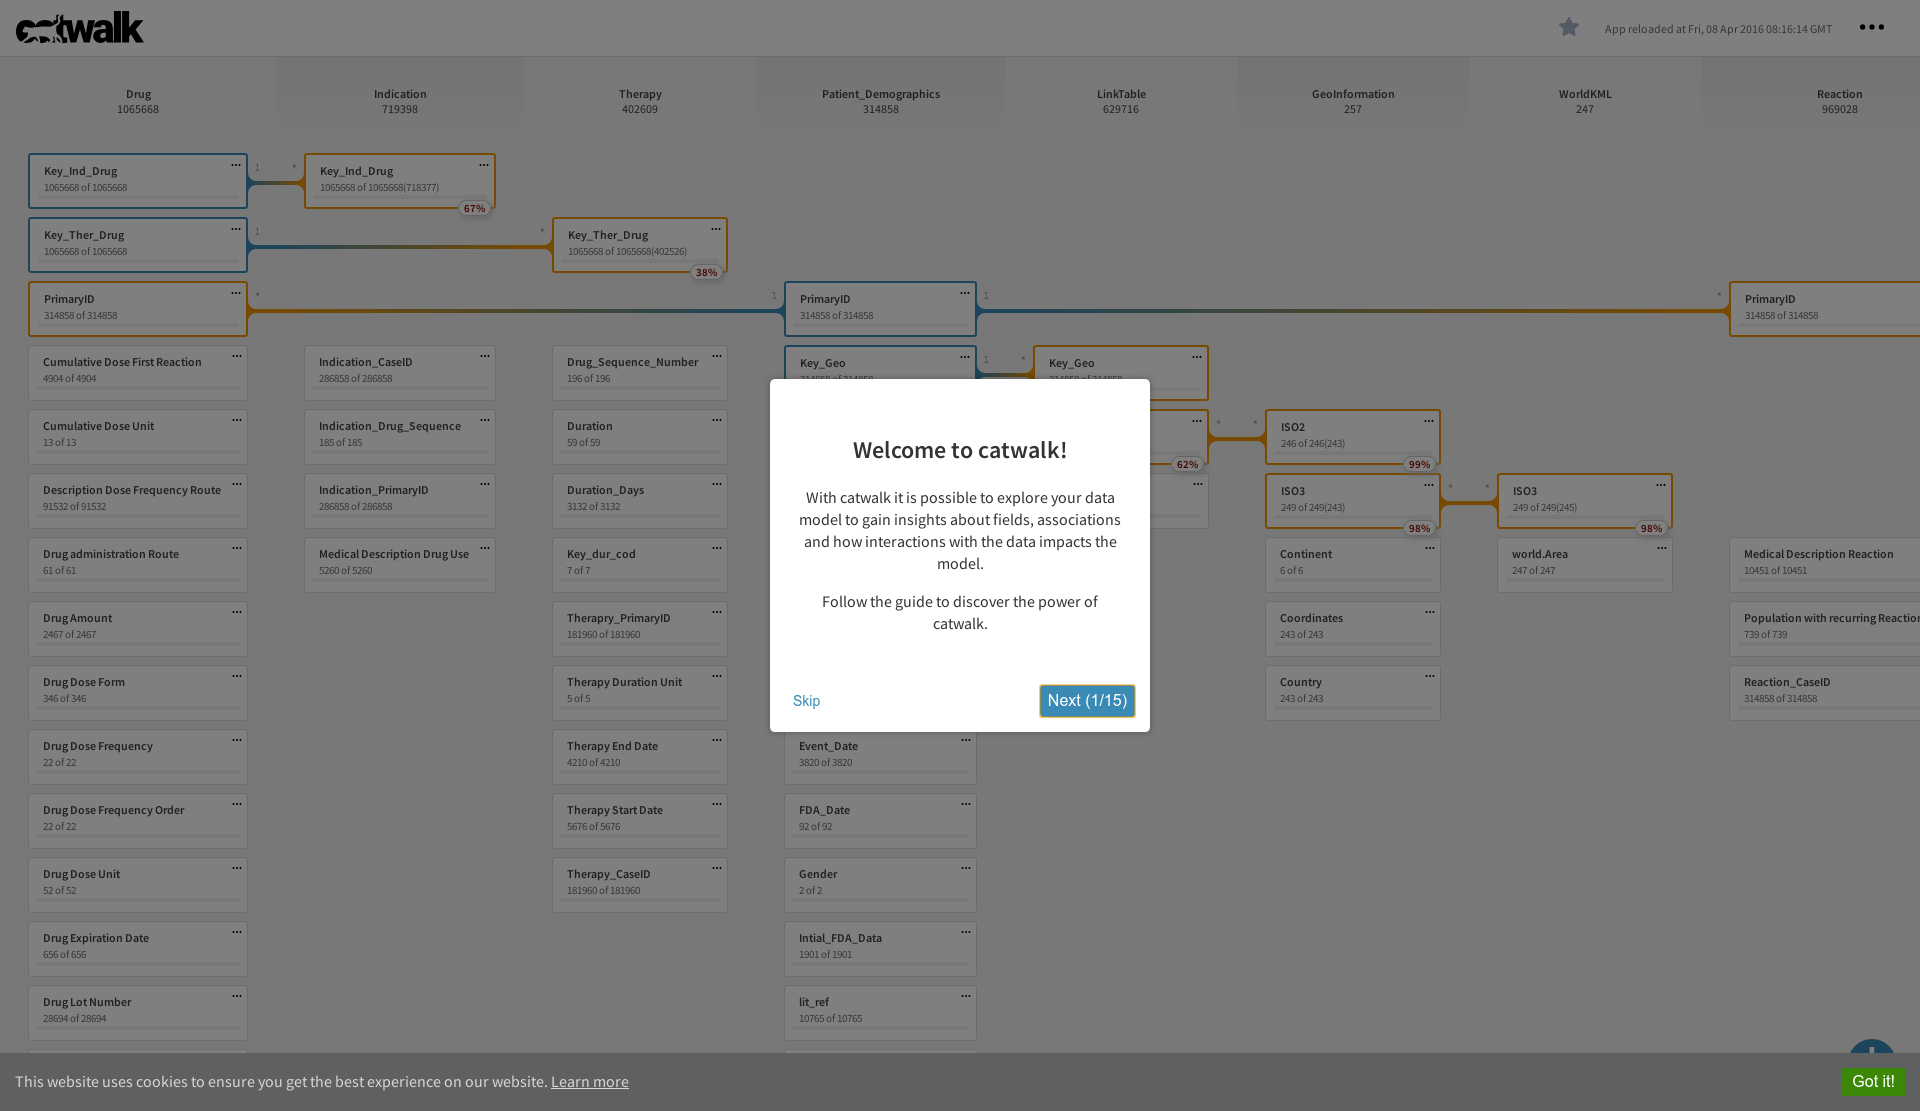 catwalk
App reloaded at Fri, 08 Apr 2016 08:16:14 GMT
Drug
1065668
Indication
719398
Therapy
402609
Patient_Demographics
314858
LinkTable
629716
GeoInformation
257
WorldKML
247
Reaction
969028
Key_Ind_Drug
1065668 of 1065668
1
*
Key_Ind_Drug
1065668 of 1065668(718377)
67%
Key_Ther_Drug
1065668 of 1065668
1
*
Key_Ther_Drug
1065668 of 1065668(402526)
38%
PrimaryID
314858 of 314858
*
1
PrimaryID
314858 of 314858
1
*
PrimaryID
314858 of 314858
Cumulative Dose First Reaction
4904 of 4904
Indication_CaseID
286858 of 286858
Drug_Sequence_Number
196 of 196
Key_Geo
1
*
Key_Geo
Cumulative Dose Unit
13 of 13
Indication_Drug_Sequence
185 of 185
Duration
59 of 59
62%
*
*
ISO2
246 of 246(243)
99%
Description Dose Frequency Route
91532 of 91532
Indication_PrimaryID
286858 of 286858
Duration_Days
3132 of 3132
ISO3
249 of 249(243)
98%
*
*
ISO3
249 of 249(245)
98%
Drug administration Route
61 of 61
Medical Description Drug Use
5260 of 5260
Key_dur_cod
7 of 7
Continent
6 of 6
world.Area
247 of 247
Medical Description Reaction
10451 of 10451
Drug Amount
2467 of 2467
Therapry_PrimaryID
181960 of 181960
Coordinates
243 of 243
Population with recurring Reaction
739 of 739
Drug Dose Form
346 of 346
Therapy Duration Unit
5 of 5
Country
243 of 243
Reaction_CaseID
314858 of 314858
Drug Dose Frequency
22 of 22
Therapy End Date
4210 of 4210
Event_Date
3820 of 3820
Drug Dose Frequency Order
22 of 22
Therapy Start Date
5676 of 5676
FDA_Date
92 of 92
Drug Dose Unit
52 of 52
Therapy_CaseID
181960 of 181960
Gender
2 of 2
Drug Expiration Date
656 of 656
Intial_FDA_Data
1901 of 1901
Drug Lot Number
28694 of 28694
lit_ref
10765 of 10765
Welcome to catwalk!
With catwalk it is possible to explore your data
model to gain insights about fields, associations
and how interactions with the data impacts the
model.
Follow the guide to discover the power of
catwalk.
Skip
Next (1/15)
This website uses cookies to ensure you get the best experience on our website. Learn more
Got it!